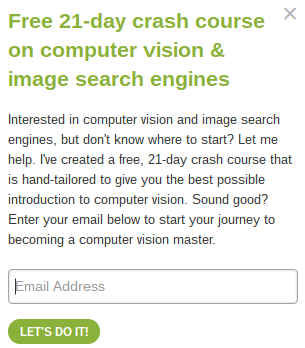 Free 21-day crash course
on computer vision &
image search engines
Interested in computer vision and image search
engines, but don't know where to start? Let me
help. I've created a free, 21-day crash course that
is hand-tailored to give you the best possible
introduction to computer vision. Sound good?
Enter your email below to start your journey to
becoming a computer vision master.
Email Address
LET'S DO IT!